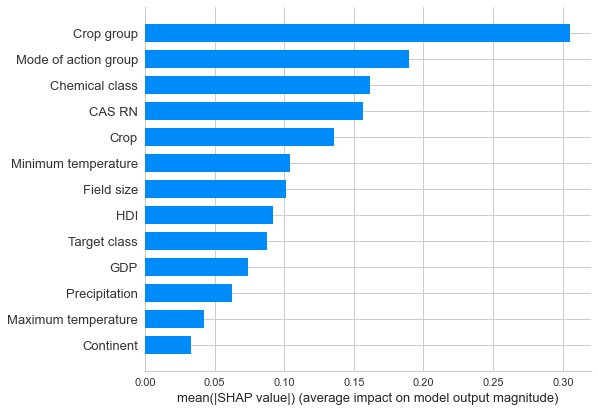 Crop group
Mode of action group
Chemical class
CAS RN
Crop
Minimum temperature
Field size
HDI
Target class
GDP
Precipitation
Maximum temperature
Continent
0.00 0.05 0.10 0.15 0.20 0.25 0.30
mean(|SHAP value|) (average impact on model output magnitude)